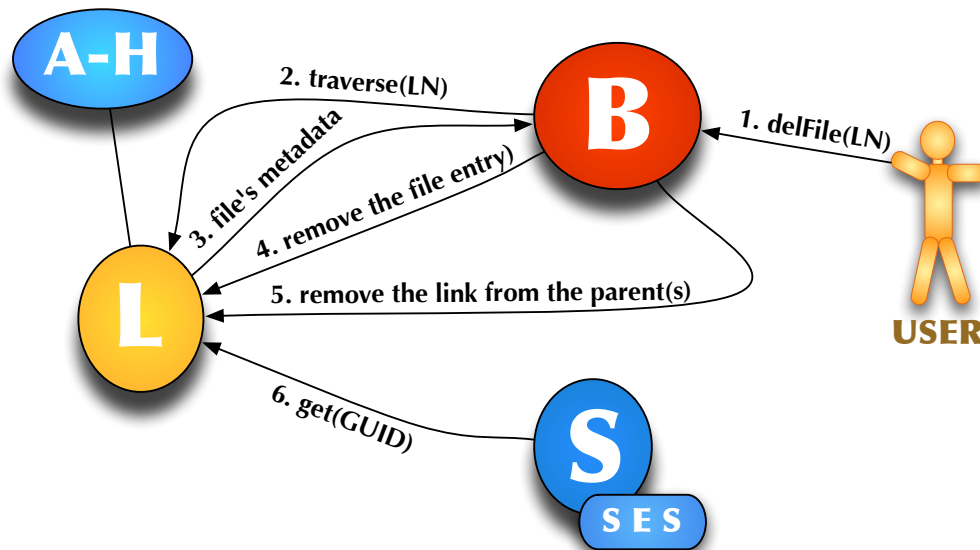 A-H
2. traverse(LN)
B
1. delFile(LN)
3. file's metadata
4. remove the file entry)
5. remove the link from the parent(s)
L
USER
6. get(GUID)
S
S E S